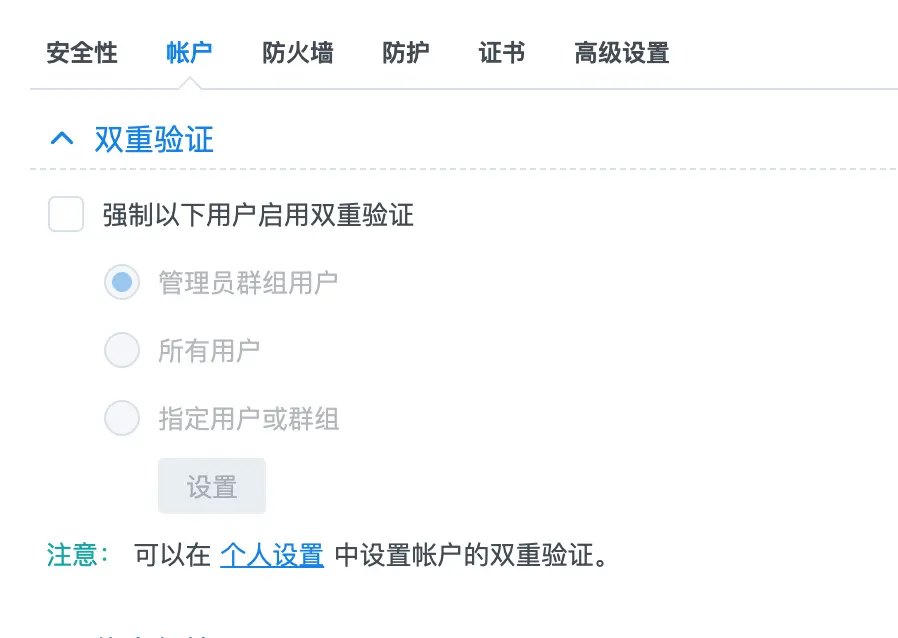 安全性 帐户 防火墙 防护 证书 高级设置
双重验证
强制以下用户启用双重验证
管理员群组用户
所有用户
指定用户或群组
设置
注意： 可以在 个人设置 中设置帐户的双重验证。